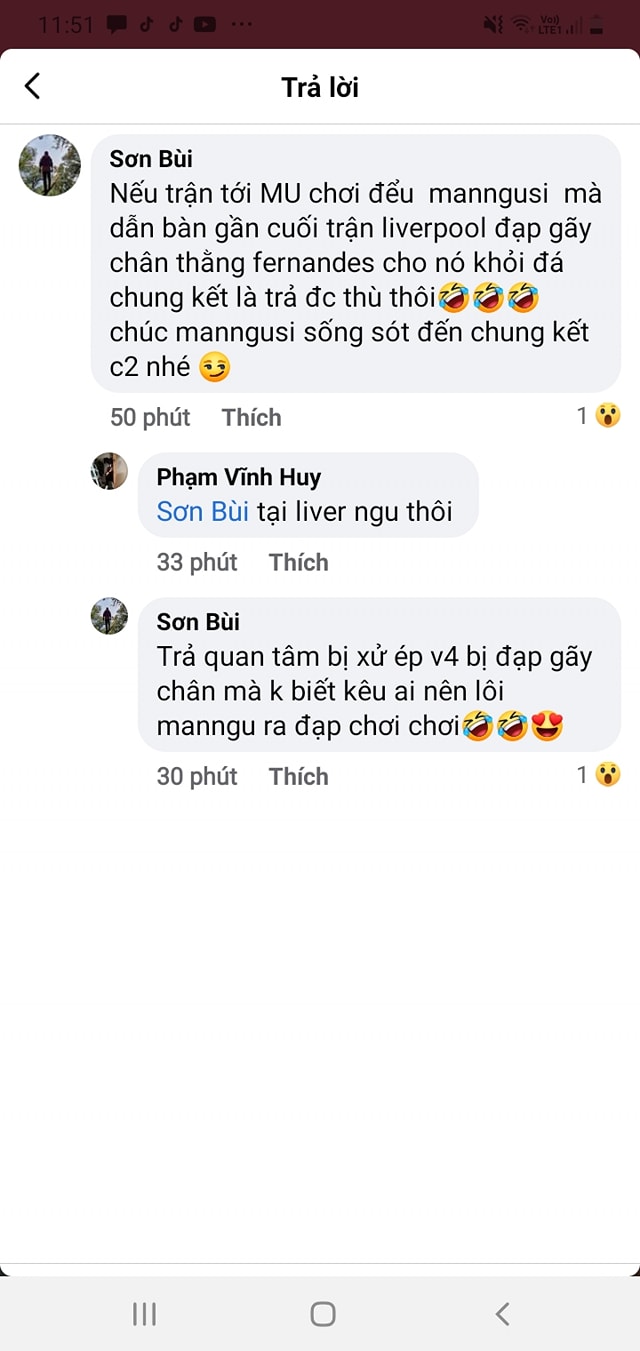 11:51
Voi)
LTE1
Trả lời
Sơn Bùi
Nếu trận tới MU chơi đểu manngusi mà
dẫn bàn gần cuối trận liverpool đạp gãy
chân thằng fernandes cho nó khỏi đá
chung kết là trả đc thù thôi🤣🤣🤣
chúc manngusi sống sót đến chung kết
c2 nhé 😏
50 phút Thích 1 😮
Phạm Vĩnh Huy
Sơn Bùi tại liver ngu thôi
33 phút Thích
Sơn Bùi
Trả quan tâm bị xử ép v4 bị đạp gãy
chân mà k biết kêu ai nên lôi
manngu ra đạp chơi chơi🤣🤣😍
30 phút Thích 1 😮